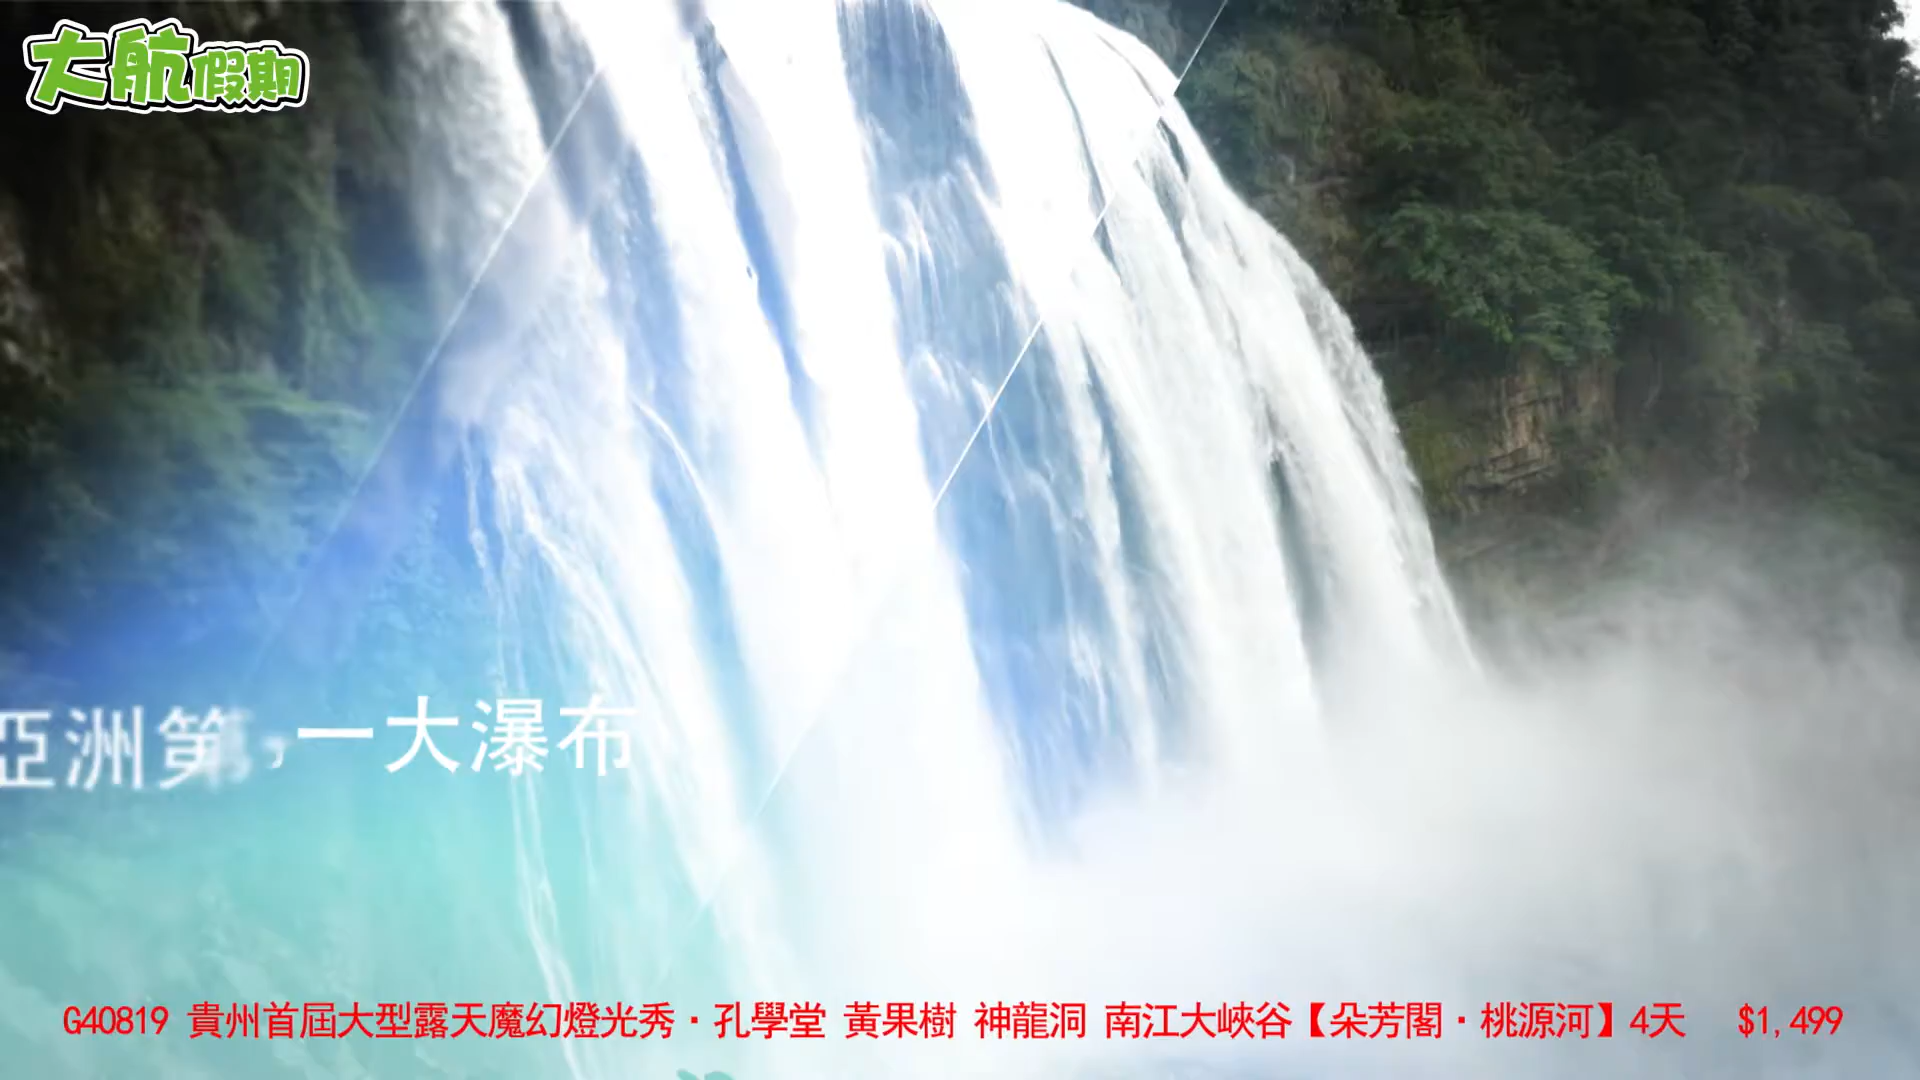 大航假期
亞洲第一大瀑布
G40819 貴州首屆大型露天魔幻燈光秀·孔學堂 黃果樹 神龍洞 南江大峽谷【朵芳閣·桃源河】4天 $1,499